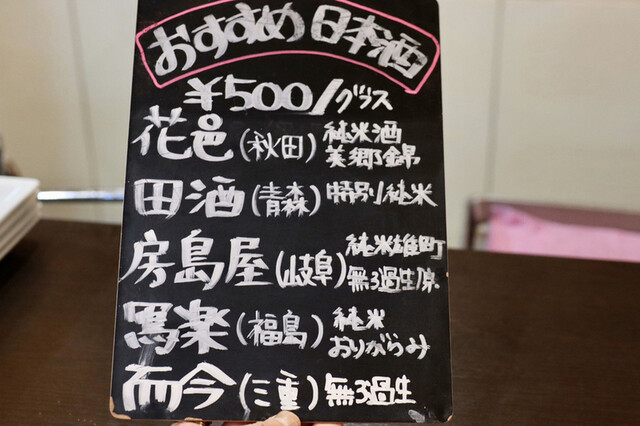 おすすめ日本酒
¥500/グラス
花邑(秋田)純米酒 美郷錦
田酒(青森)特別純米
房島屋(岐阜)純米雄町 無ろ過生原
冩楽(福島)純米 おりがらみ
而今(三重)無ろ過生